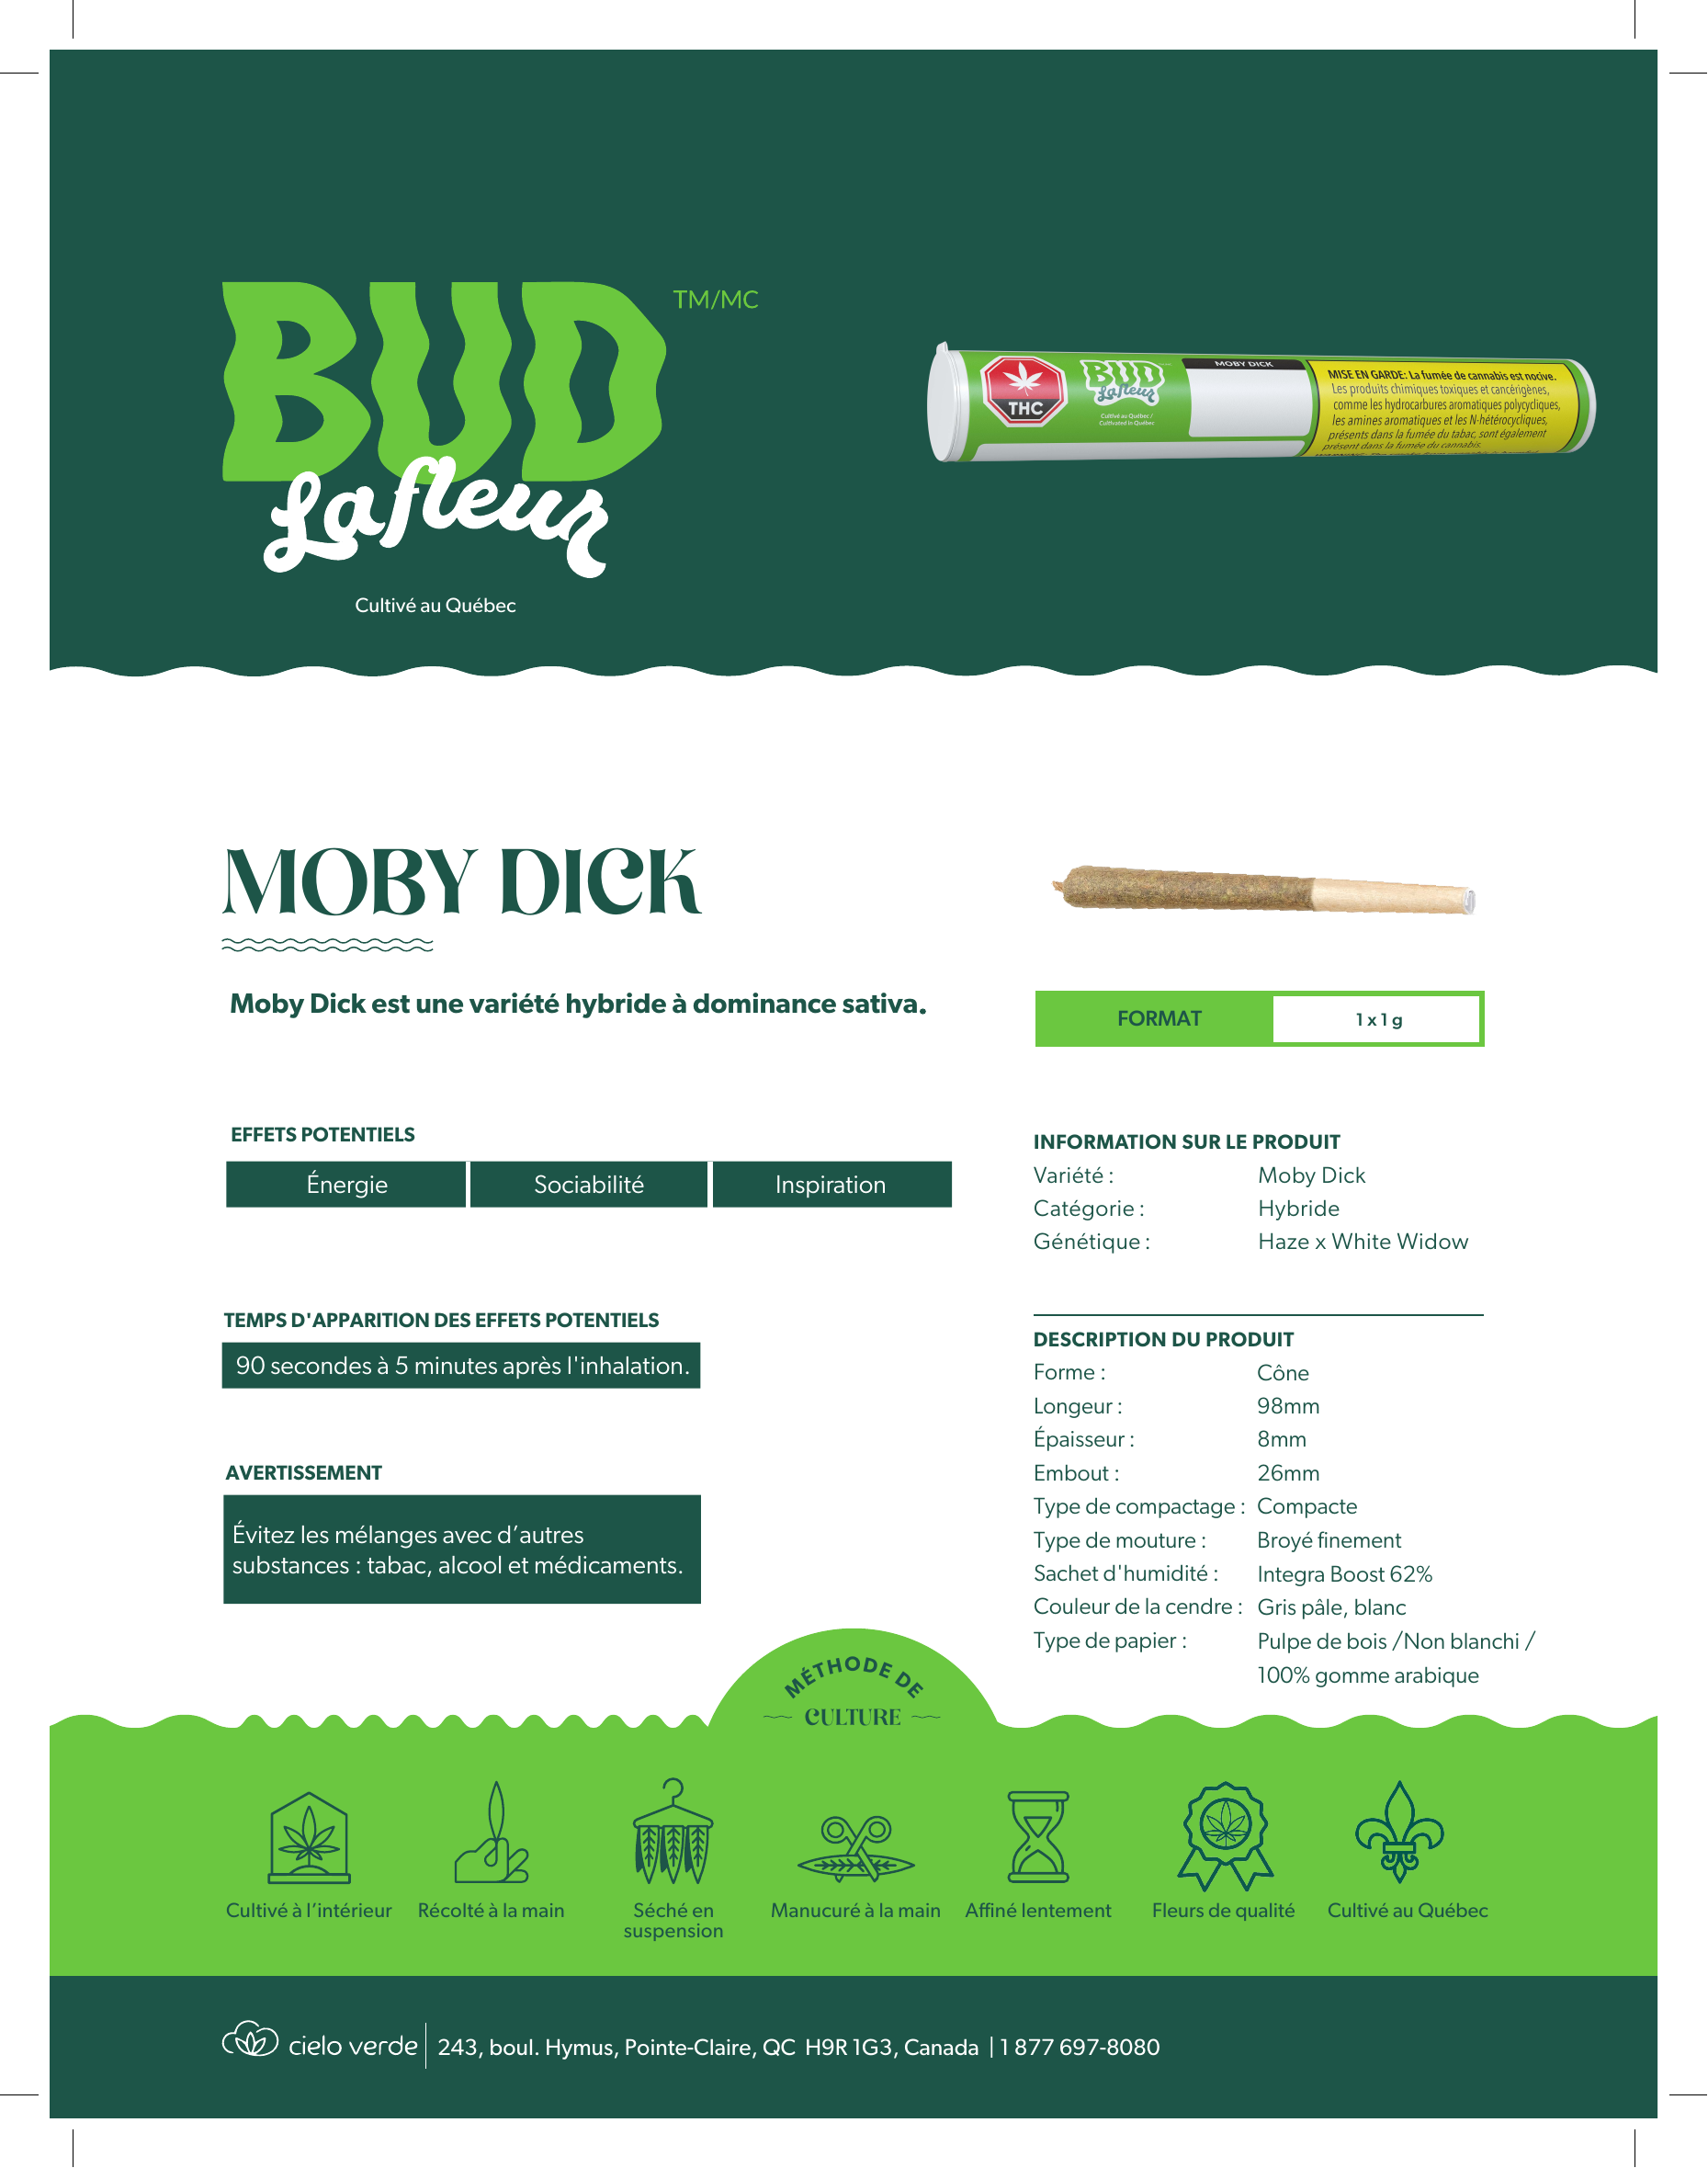 BUD
TM/MC
Lafleur
Cultivé au Québec
THC
BUD
Lafleur
Cultivé au Québec /
Cultivated in Québec
MOBY DICK
MISE EN GARDE: La fumée de cannabis est nocive.
Les produits chimiques toxiques et cancérigènes,
comme les hydrocarbures aromatiques polycycliques,
les amines aromatiques et les N-hétérocycliques,
présents dans la fumée du tabac, sont également
présent dans la fumée du cannabis.
MOBY DICK
Moby Dick est une variété hybride à dominance sativa.
FORMAT
1 x 1 g
EFFETS POTENTIELS
Énergie
Sociabilité
Inspiration
TEMPS D'APPARITION DES EFFETS POTENTIELS
90 secondes à 5 minutes après l'inhalation.
AVERTISSEMENT
Évitez les mélanges avec d’autres
substances : tabac, alcool et médicaments.
INFORMATION SUR LE PRODUIT
Variété : Moby Dick
Catégorie : Hybride
Génétique : Haze x White Widow
DESCRIPTION DU PRODUIT
Forme : Cône
Longeur : 98mm
Épaisseur : 8mm
Embout : 26mm
Type de compactage : Compacte
Type de mouture : Broyé finement
Sachet d'humidité : Integra Boost 62%
Couleur de la cendre : Gris pâle, blanc
Type de papier : Pulpe de bois /Non blanchi /
100% gomme arabique
MÉTHODE DE
CULTURE
Cultivé à l’intérieur
Récolté à la main
Séché en
suspension
Manucuré à la main
Affiné lentement
Fleurs de qualité
Cultivé au Québec
cielo verde | 243, boul. Hymus, Pointe-Claire, QC H9R 1G3, Canada | 1 877 697-8080